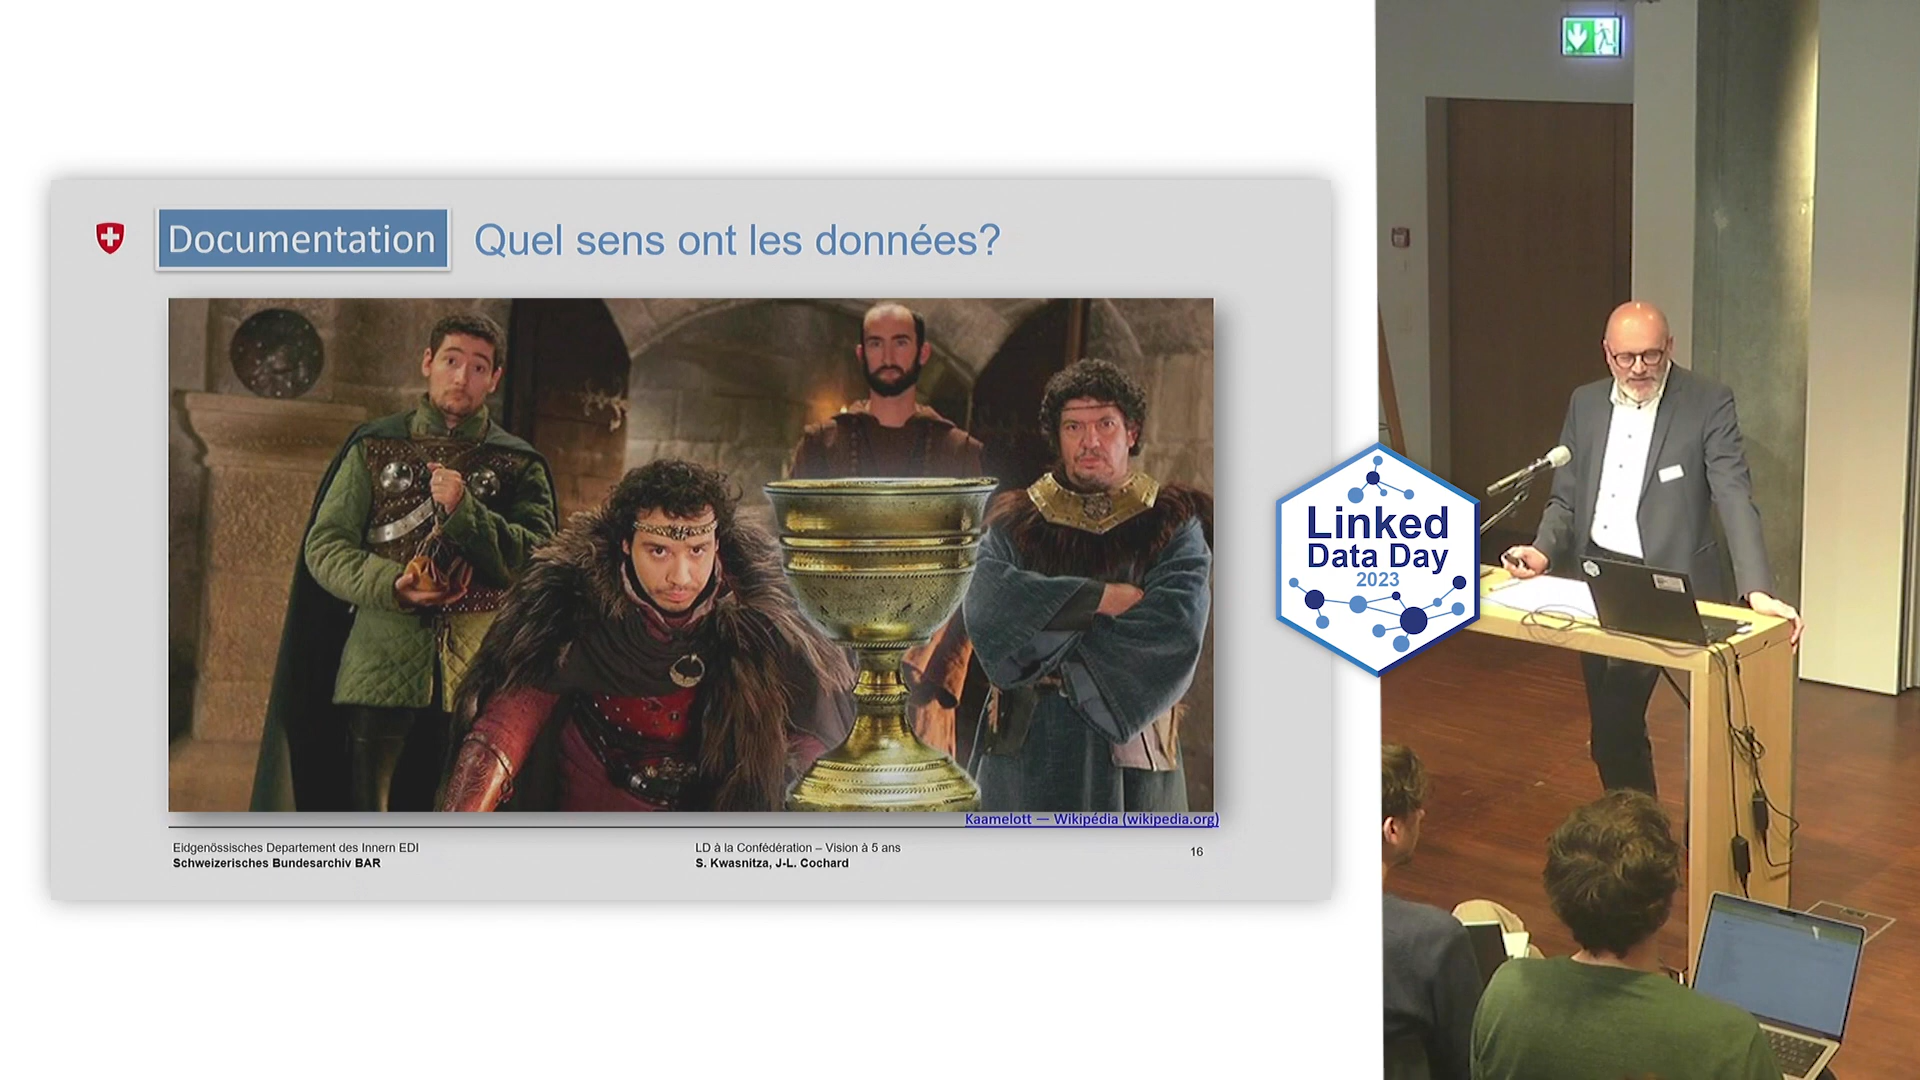 Documentation
Quel sens ont les données?
Kaamelott — Wikipédia (wikipedia.org)
Eidgenössisches Departement des Innern EDI
Schweizerisches Bundesarchiv BAR
LD à la Confédération – Vision à 5 ans
S. Kwasnitza, J-L. Cochard
16
Linked
Data Day
2023